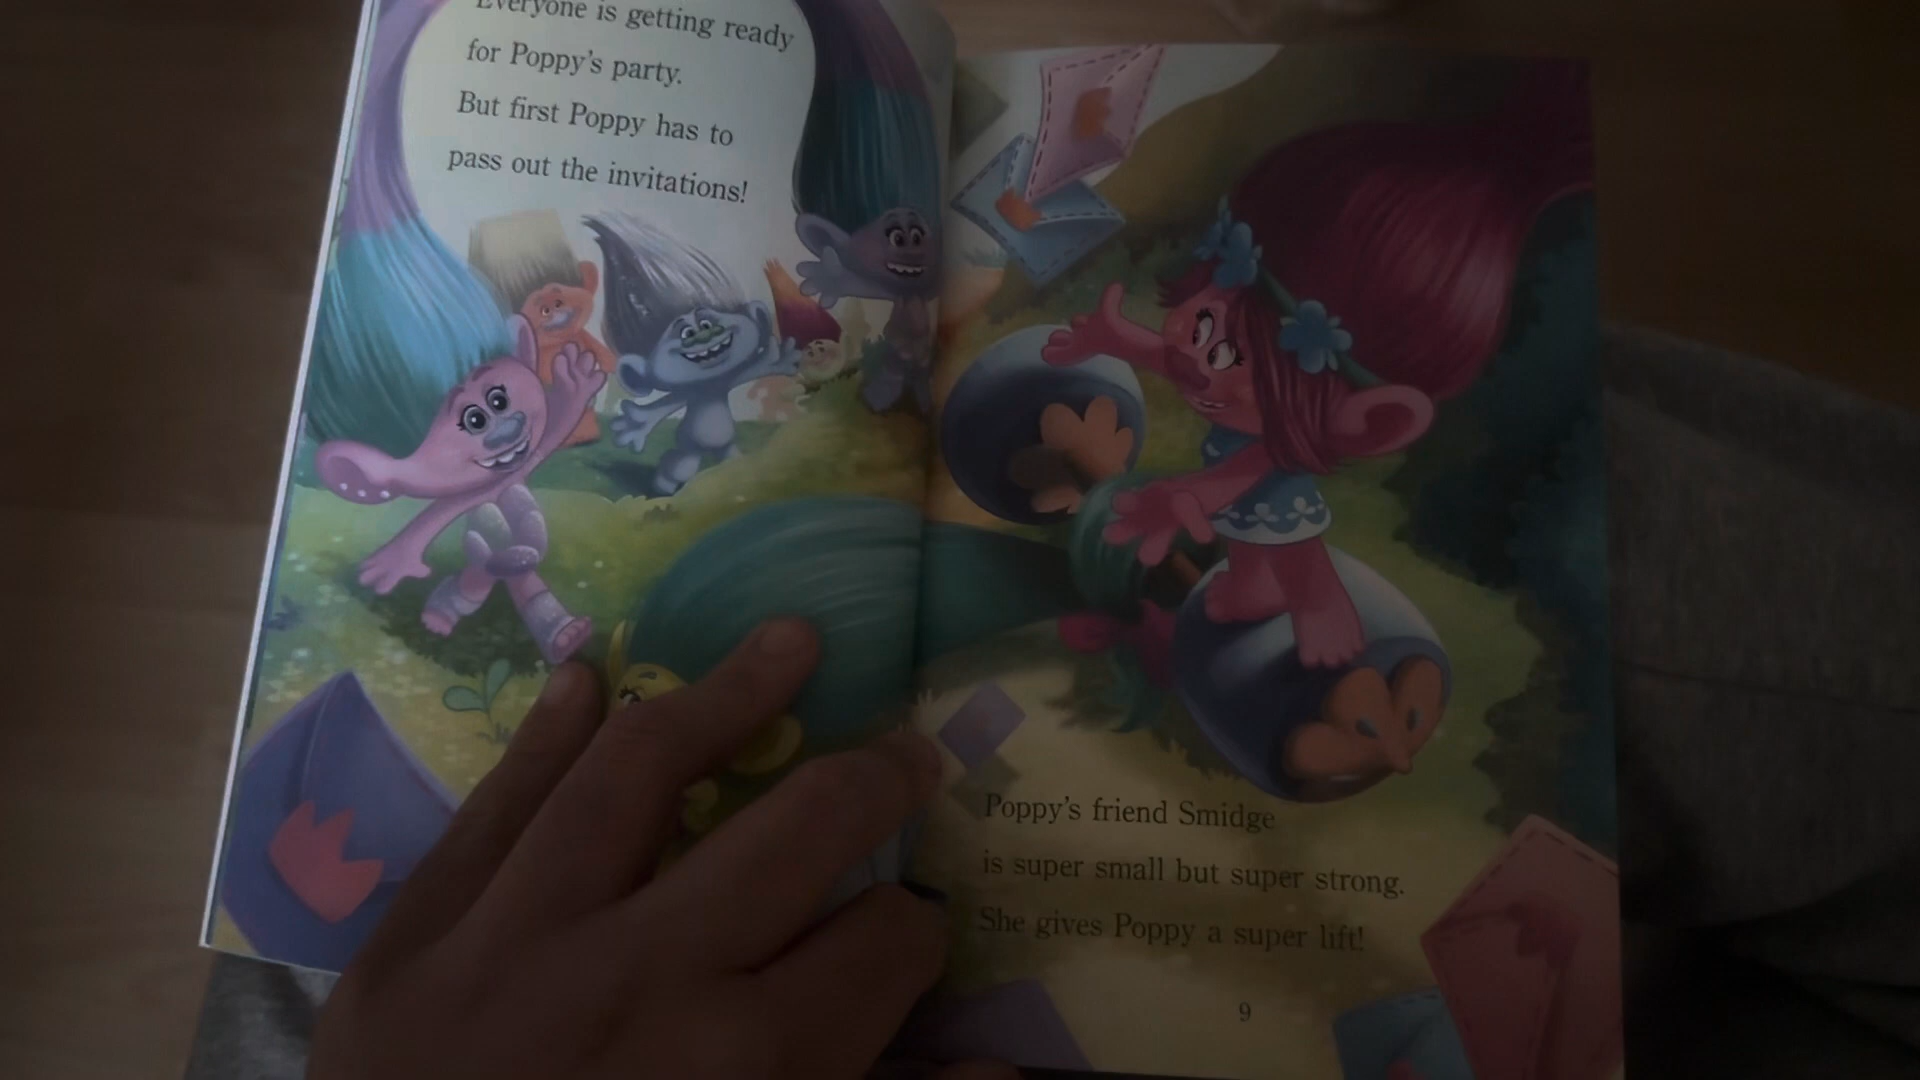 Everyone is getting ready
for Poppy's party.
But first Poppy has to
pass out the invitations!
Poppy's friend Smidge
is super small but super strong.
She gives Poppy a super lift!
9